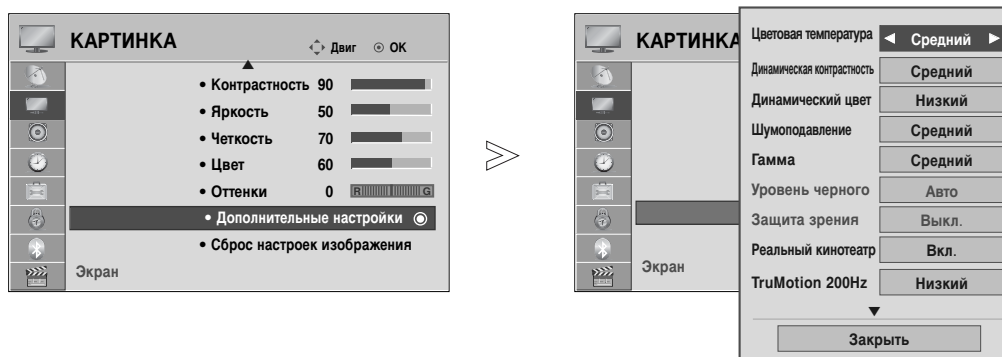 КАРТИНКА
Двиг ОК
• Контрастность 90
• Яркость 50
• Четкость 70
• Цвет 60
• Оттенки 0 R G
• Дополнительные настройки
• Сброс настроек изображения
Экран
КАРТИНКА
Экран
Цветовая температура Средний
Динамическая контрастность Средний
Динамический цвет Низкий
Шумоподавление Средний
Гамма Средний
Уровень черного Авто
Защита зрения Выкл.
Реальный кинотеатр Вкл.
TruMotion 200Hz Низкий
Закрыть